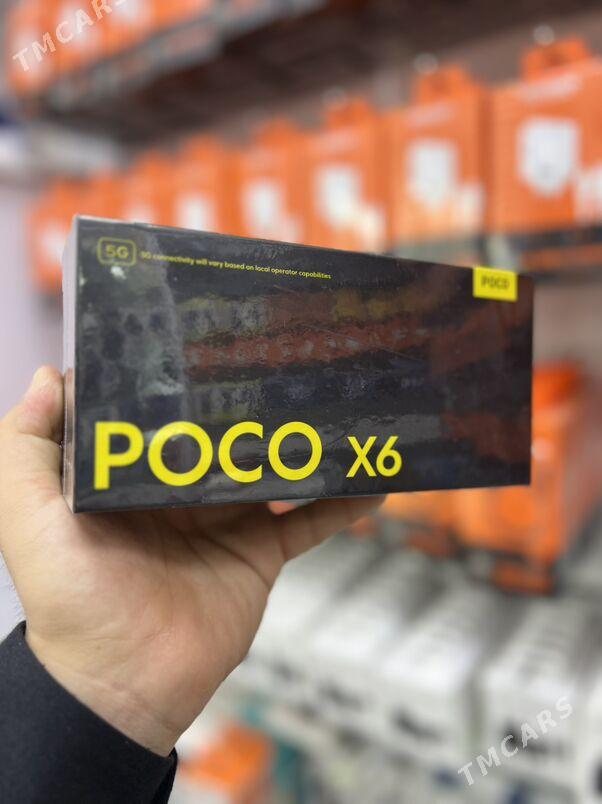 TMCARS
5G
5G connectivity will vary based on local operator capabilities
POCO
POCO X6
TMCARS